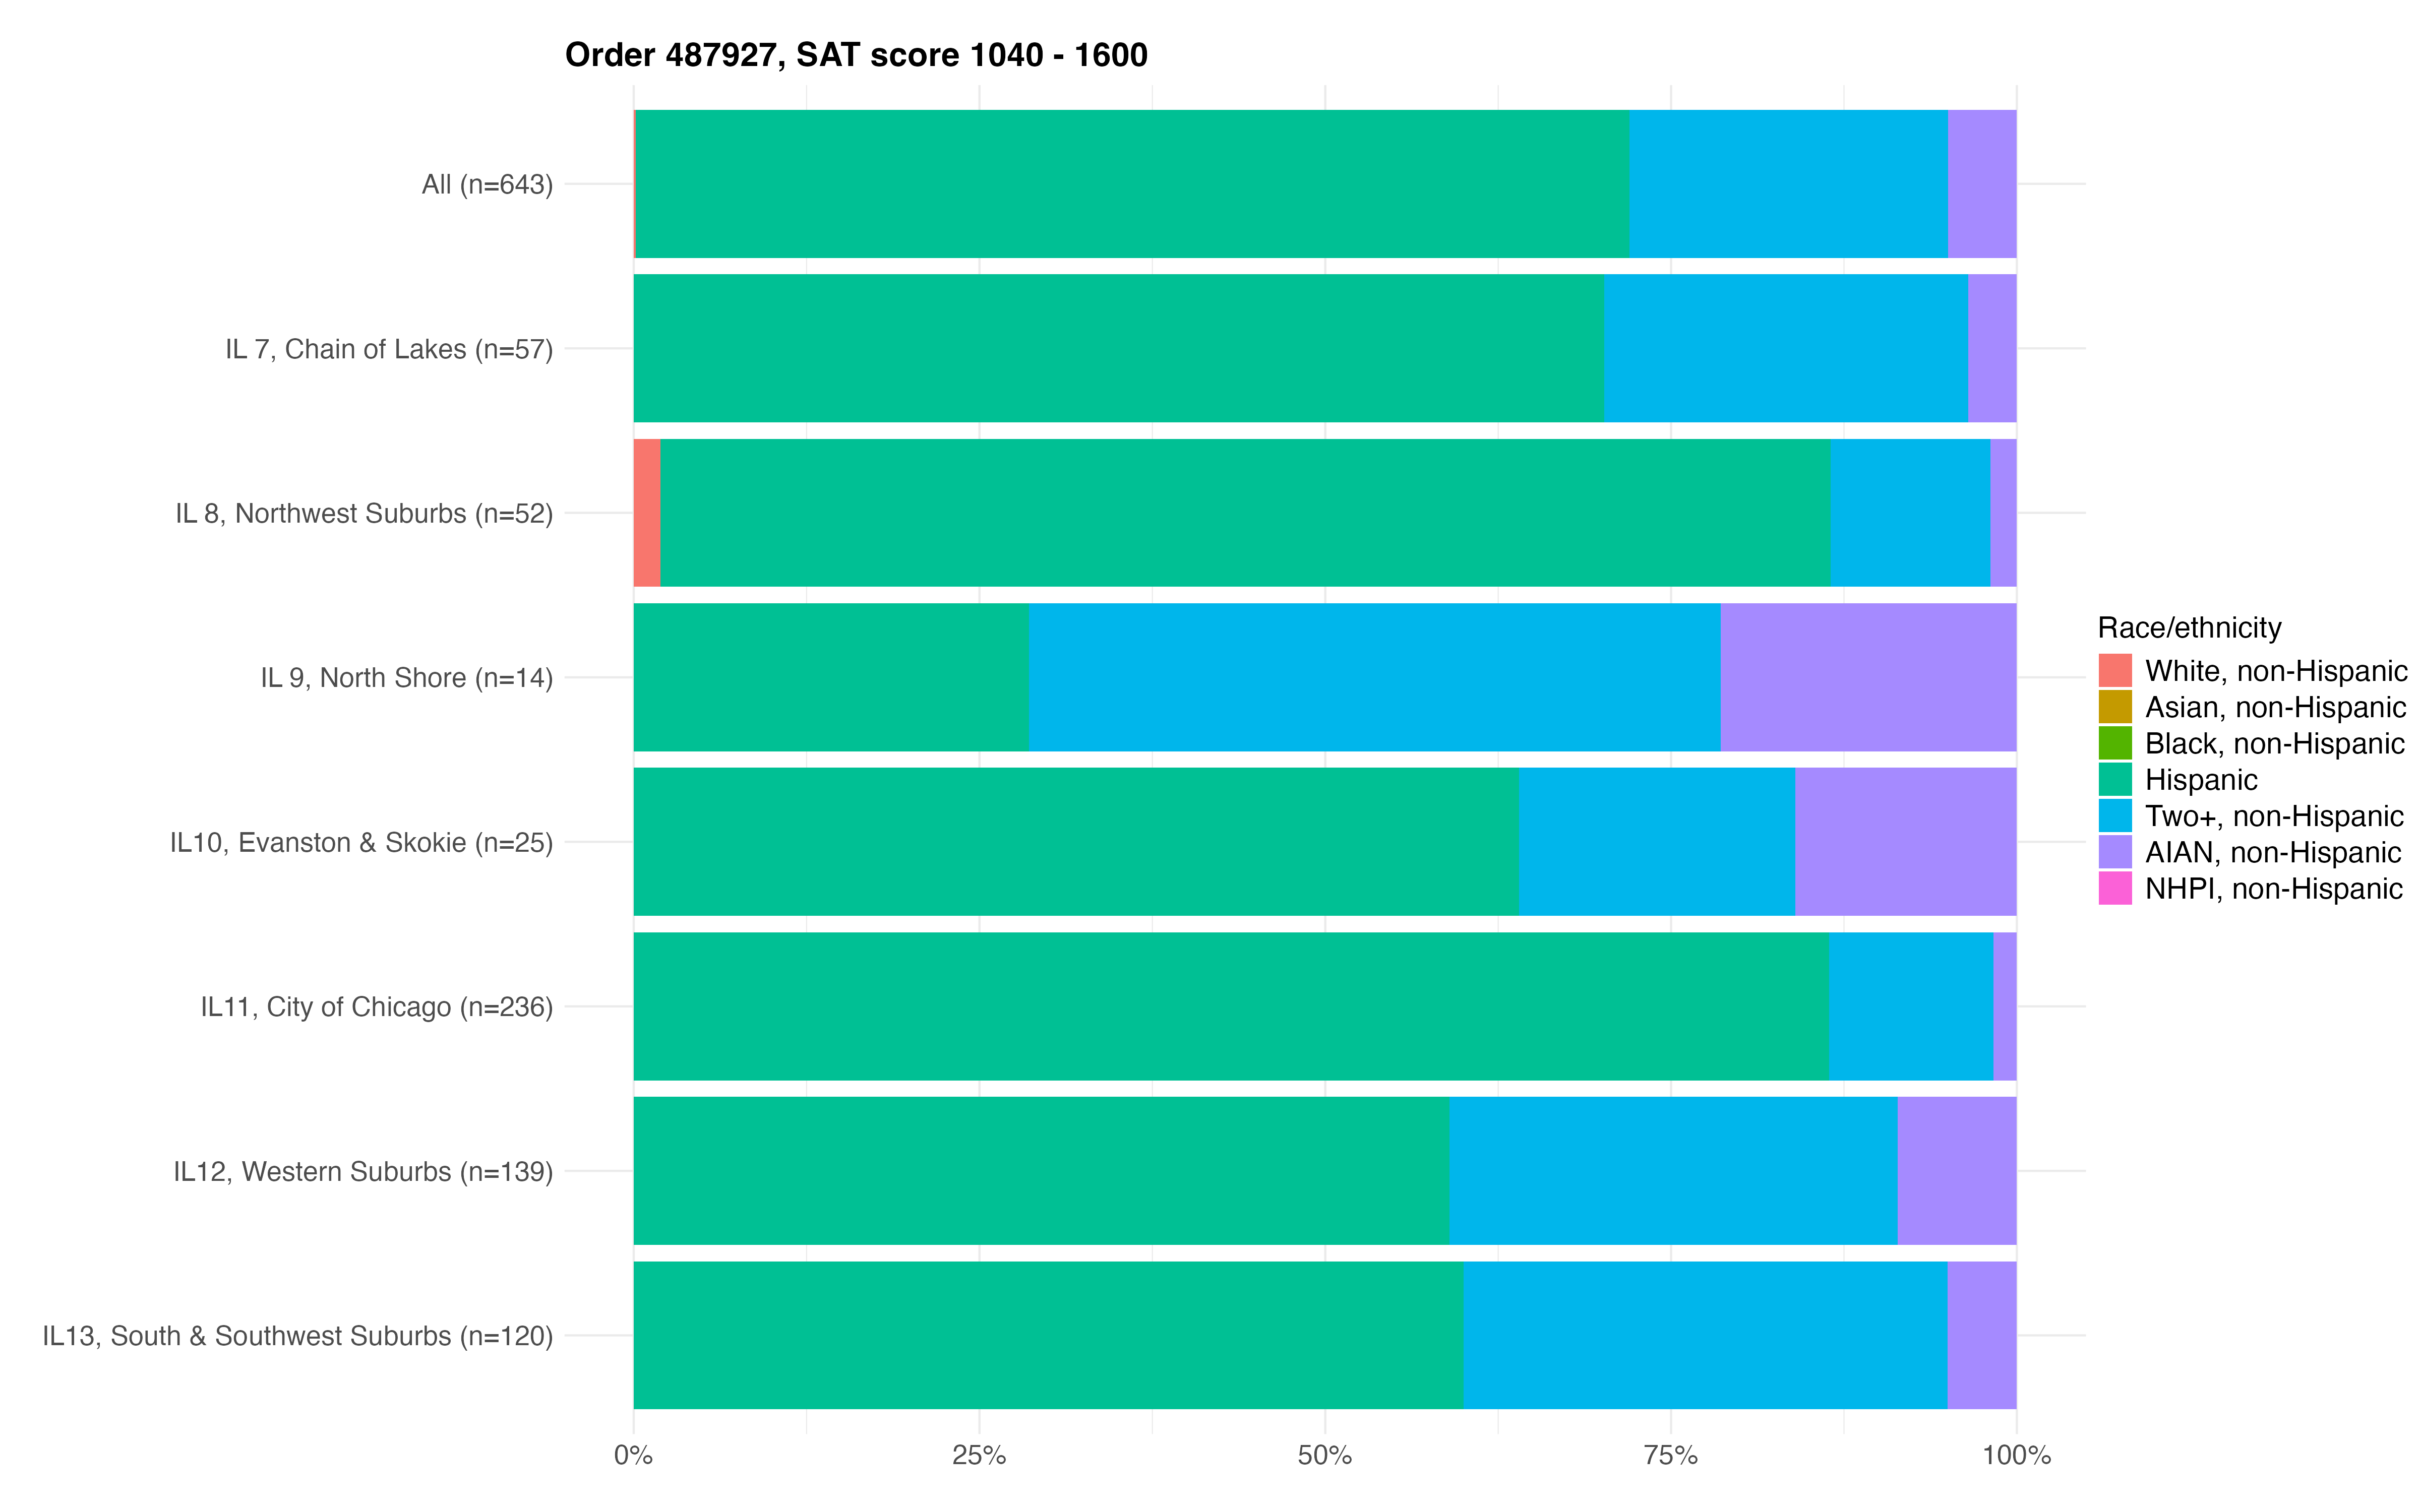 Order 487927, SAT score 1040 - 1600
All (n=643)
IL 7, Chain of Lakes (n=57)
IL 8, Northwest Suburbs (n=52)
IL 9, North Shore (n=14)
IL10, Evanston & Skokie (n=25)
IL11, City of Chicago (n=236)
IL12, Western Suburbs (n=139)
IL13, South & Southwest Suburbs (n=120)
0% 25% 50% 75% 100%
Race/ethnicity
White, non-Hispanic
Asian, non-Hispanic
Black, non-Hispanic
Hispanic
Two+, non-Hispanic
AIAN, non-Hispanic
NHPI, non-Hispanic